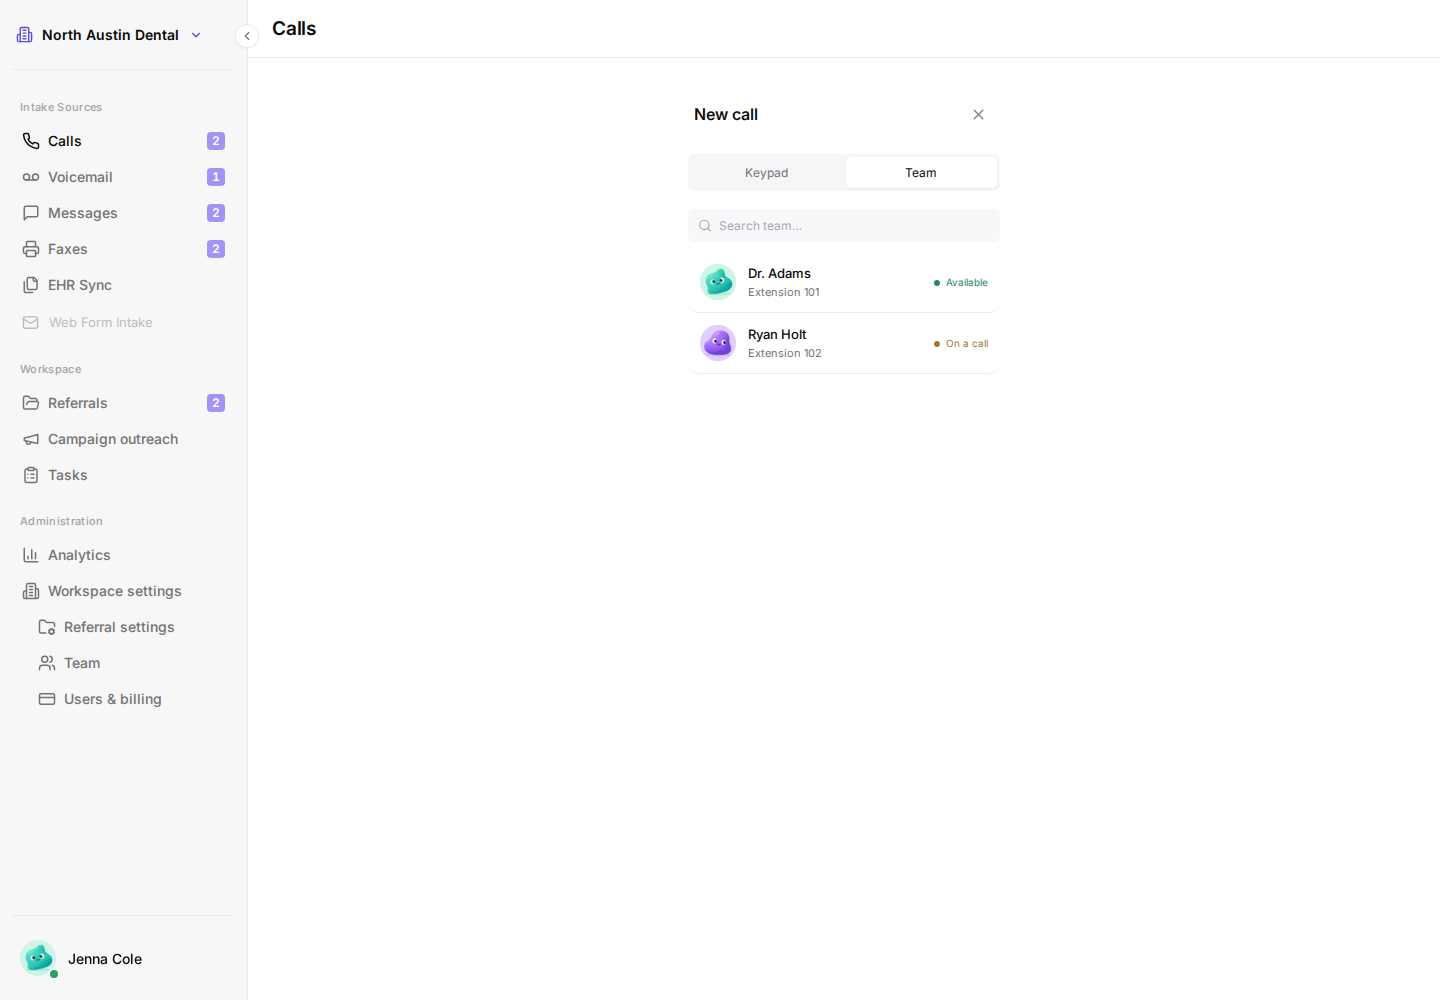 North Austin Dental
Intake Sources
Calls 2
Voicemail 1
Messages 2
Faxes 2
EHR Sync
Web Form Intake
Workspace
Referrals 2
Campaign outreach
Tasks
Administration
Analytics
Workspace settings
Referral settings
Team
Users & billing
Jenna Cole
Calls
New call
Keypad Team
Search team...
Dr. Adams
Extension 101
Available
Ryan Holt
Extension 102
On a call